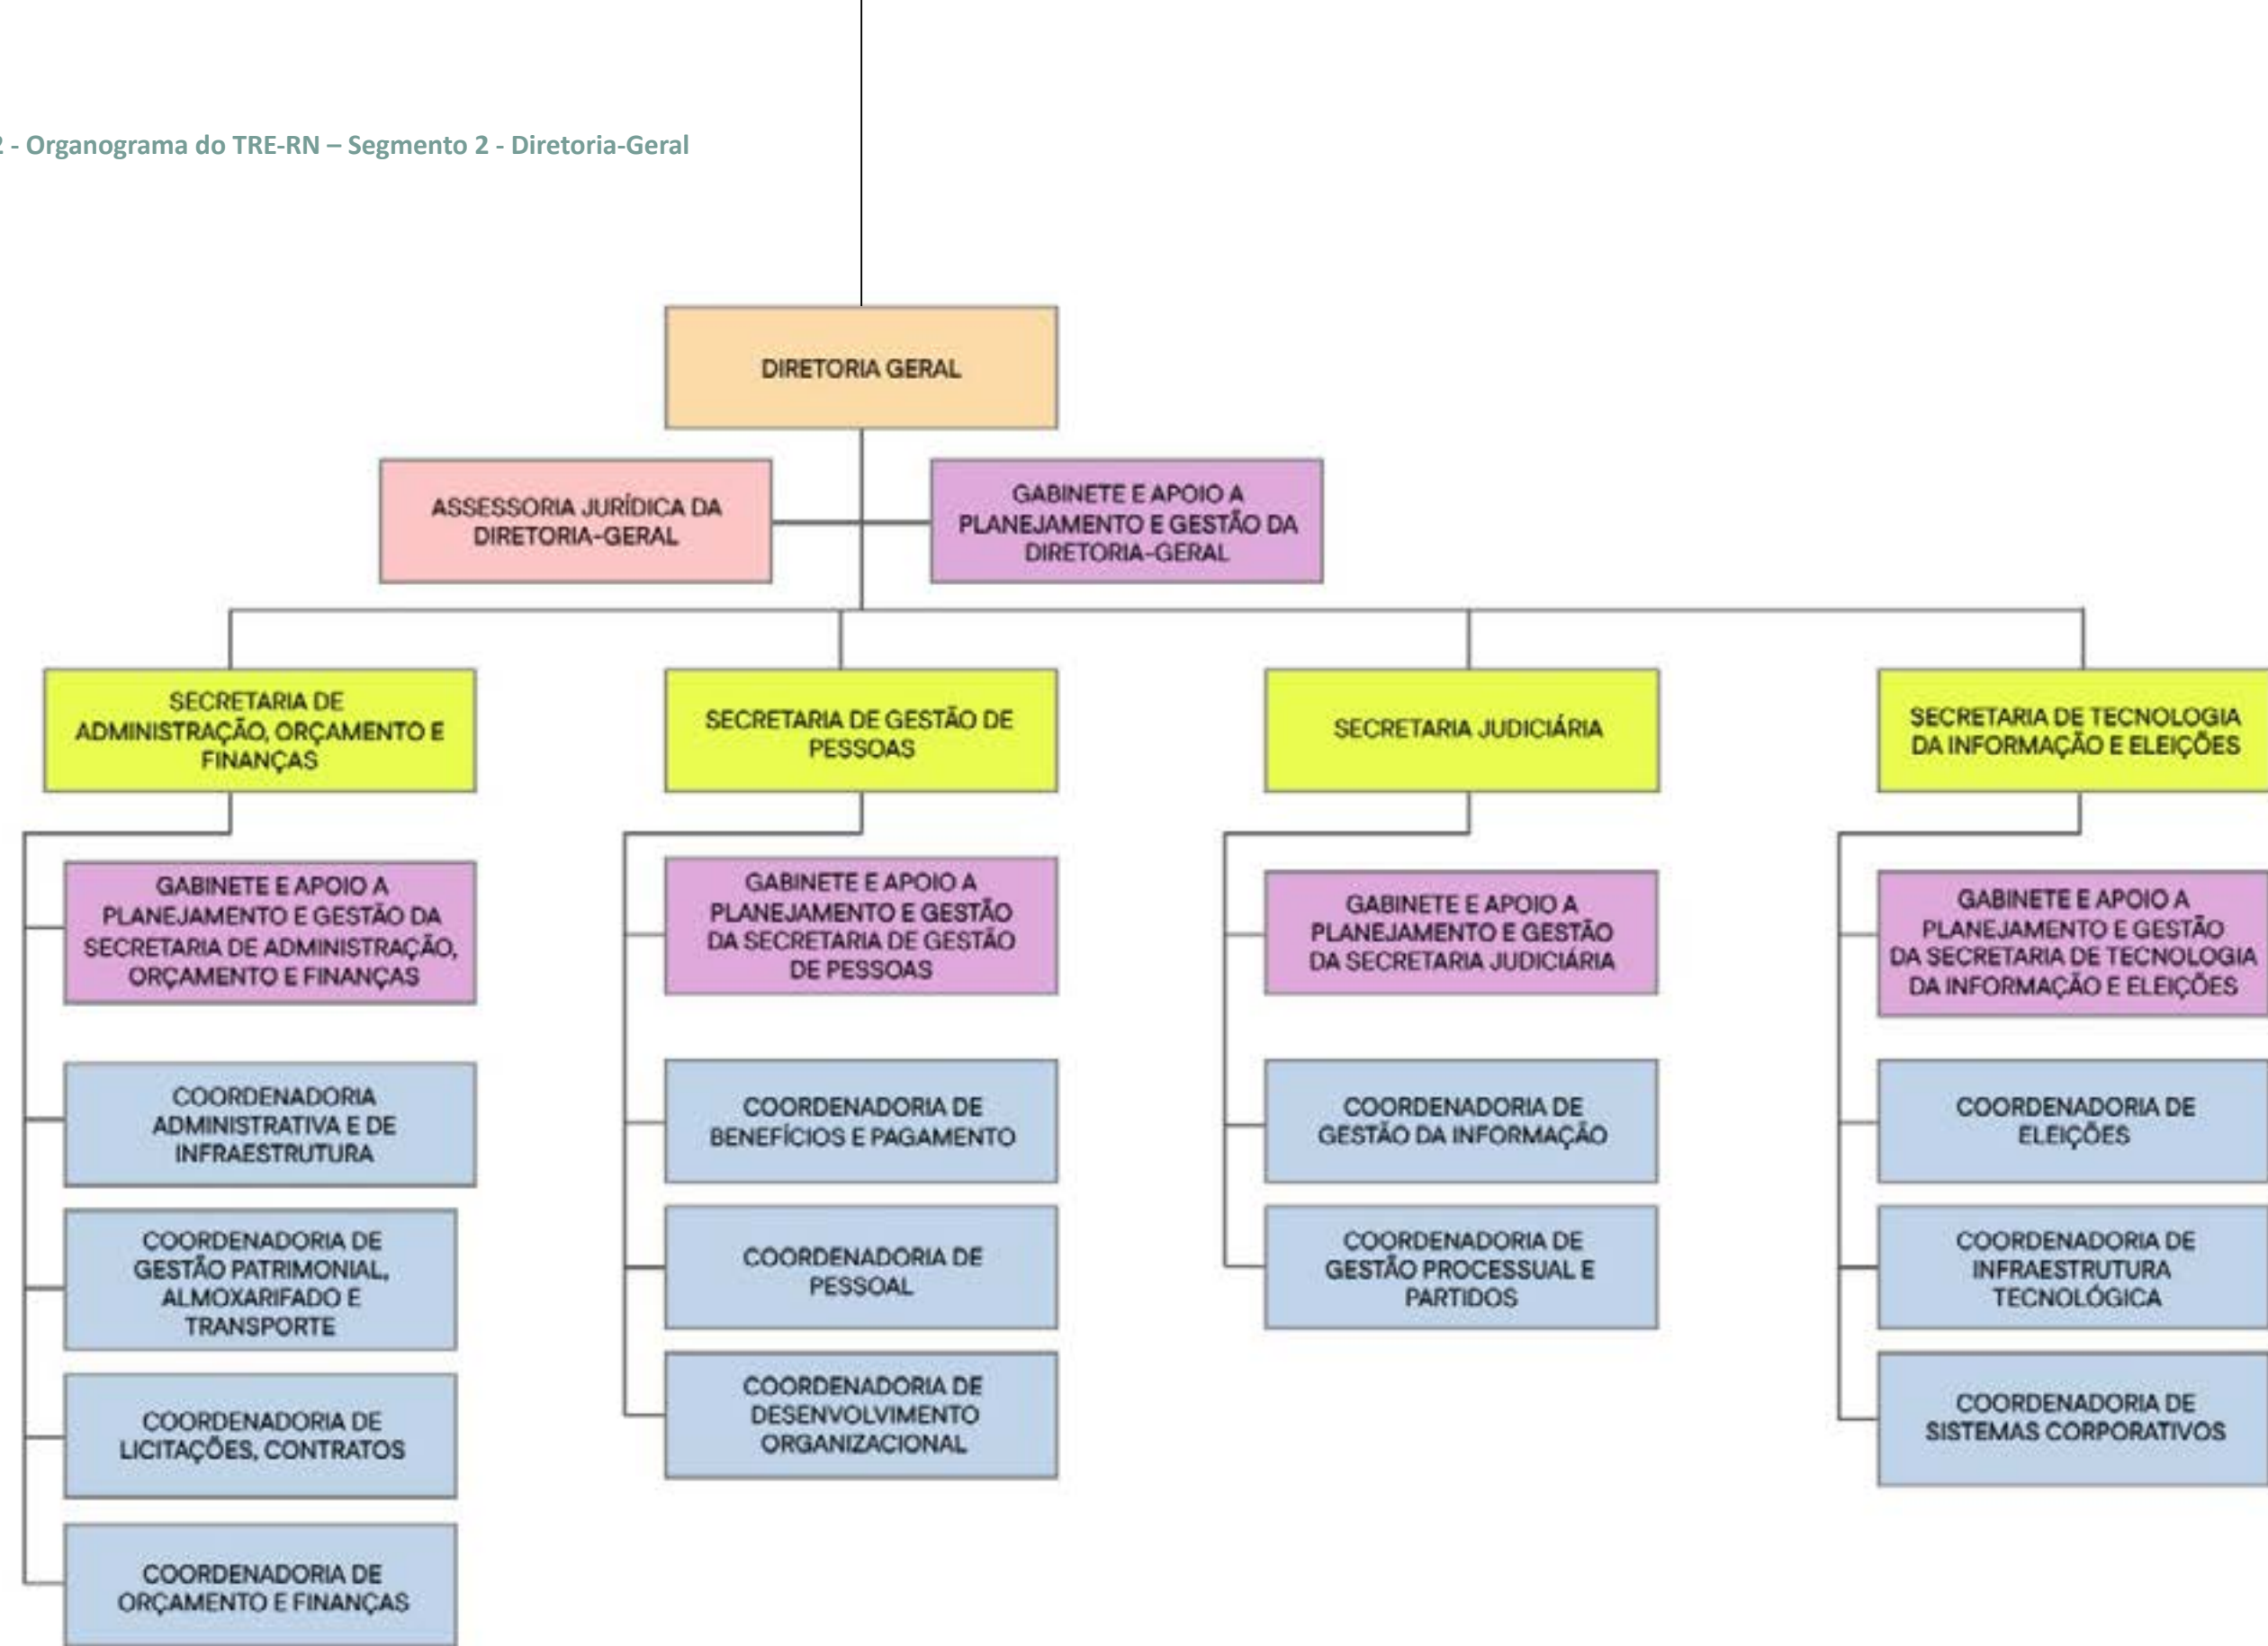 2 - Organograma do TRE-RN – Segmento 2 - Diretoria-Geral
DIRETORIA GERAL
ASSESSORIA JURÍDICA DA
DIRETORIA-GERAL
GABINETE E APOIO A
PLANEJAMENTO E GESTÃO DA
DIRETORIA-GERAL
SECRETARIA DE
ADMINISTRAÇÃO, ORÇAMENTO E
FINANÇAS
SECRETARIA DE GESTÃO DE
PESSOAS
SECRETARIA JUDICIÁRIA
SECRETARIA DE TECNOLOGIA
DA INFORMAÇÃO E ELEIÇÕES
GABINETE E APOIO A
PLANEJAMENTO E GESTÃO DA
SECRETARIA DE ADMINISTRAÇÃO,
ORÇAMENTO E FINANÇAS
COORDENADORIA
ADMINISTRATIVA E DE
INFRAESTRUTURA
COORDENADORIA DE
GESTÃO PATRIMONIAL,
ALMOXARIFADO E
TRANSPORTE
COORDENADORIA DE
LICITAÇÕES, CONTRATOS
COORDENADORIA DE
ORÇAMENTO E FINANÇAS
GABINETE E APOIO A
PLANEJAMENTO E GESTÃO
DA SECRETARIA DE GESTÃO
DE PESSOAS
COORDENADORIA DE
BENEFÍCIOS E PAGAMENTO
COORDENADORIA DE
PESSOAL
COORDENADORIA DE
DESENVOLVIMENTO
ORGANIZACIONAL
GABINETE E APOIO A
PLANEJAMENTO E GESTÃO
DA SECRETARIA JUDICIÁRIA
COORDENADORIA DE
GESTÃO DA INFORMAÇÃO
COORDENADORIA DE
GESTÃO PROCESSUAL E
PARTIDOS
GABINETE E APOIO A
PLANEJAMENTO E GESTÃO
DA SECRETARIA DE TECNOLOGIA
DA INFORMAÇÃO E ELEIÇÕES
COORDENADORIA DE
ELEIÇÕES
COORDENADORIA DE
INFRAESTRUTURA
TECNOLÓGICA
COORDENADORIA DE
SISTEMAS CORPORATIVOS